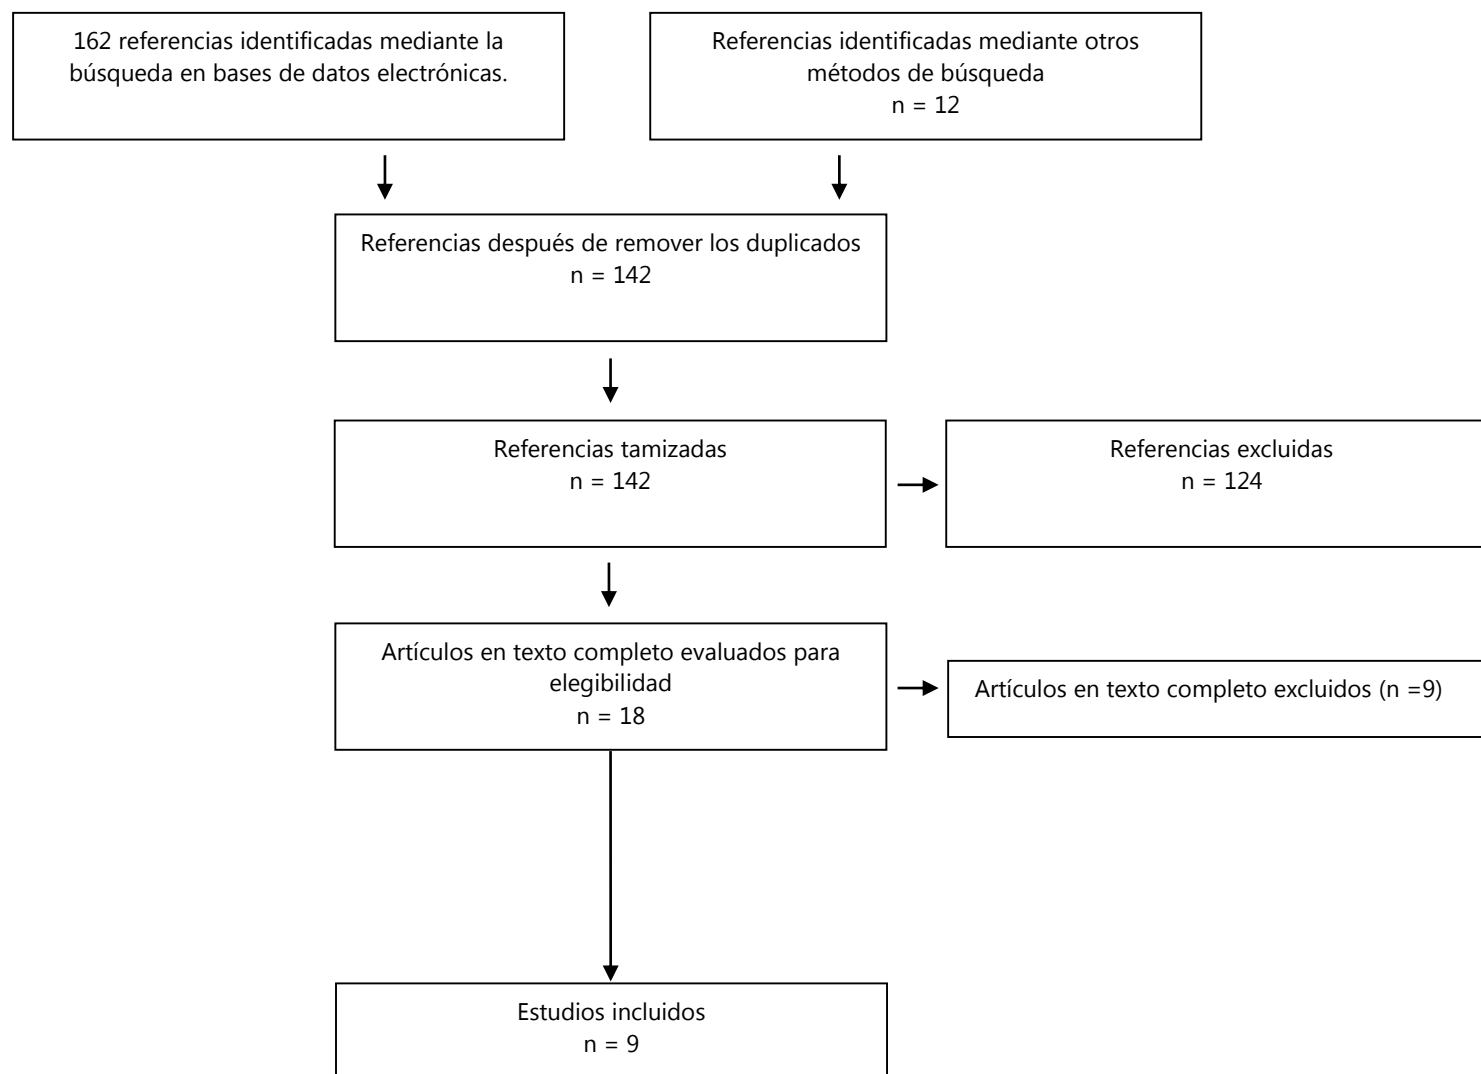 162 referencias identificadas mediante la
búsqueda en bases de datos electrónicas.
Referencias identificadas mediante otros
métodos de búsqueda
n = 12
Referencias después de remover los duplicados
n = 142
Referencias tamizadas
n = 142
Referencias excluidas
n = 124
Artículos en texto completo evaluados para
elegibilidad
n = 18
Artículos en texto completo excluidos (n =9)
Estudios incluidos
n = 9